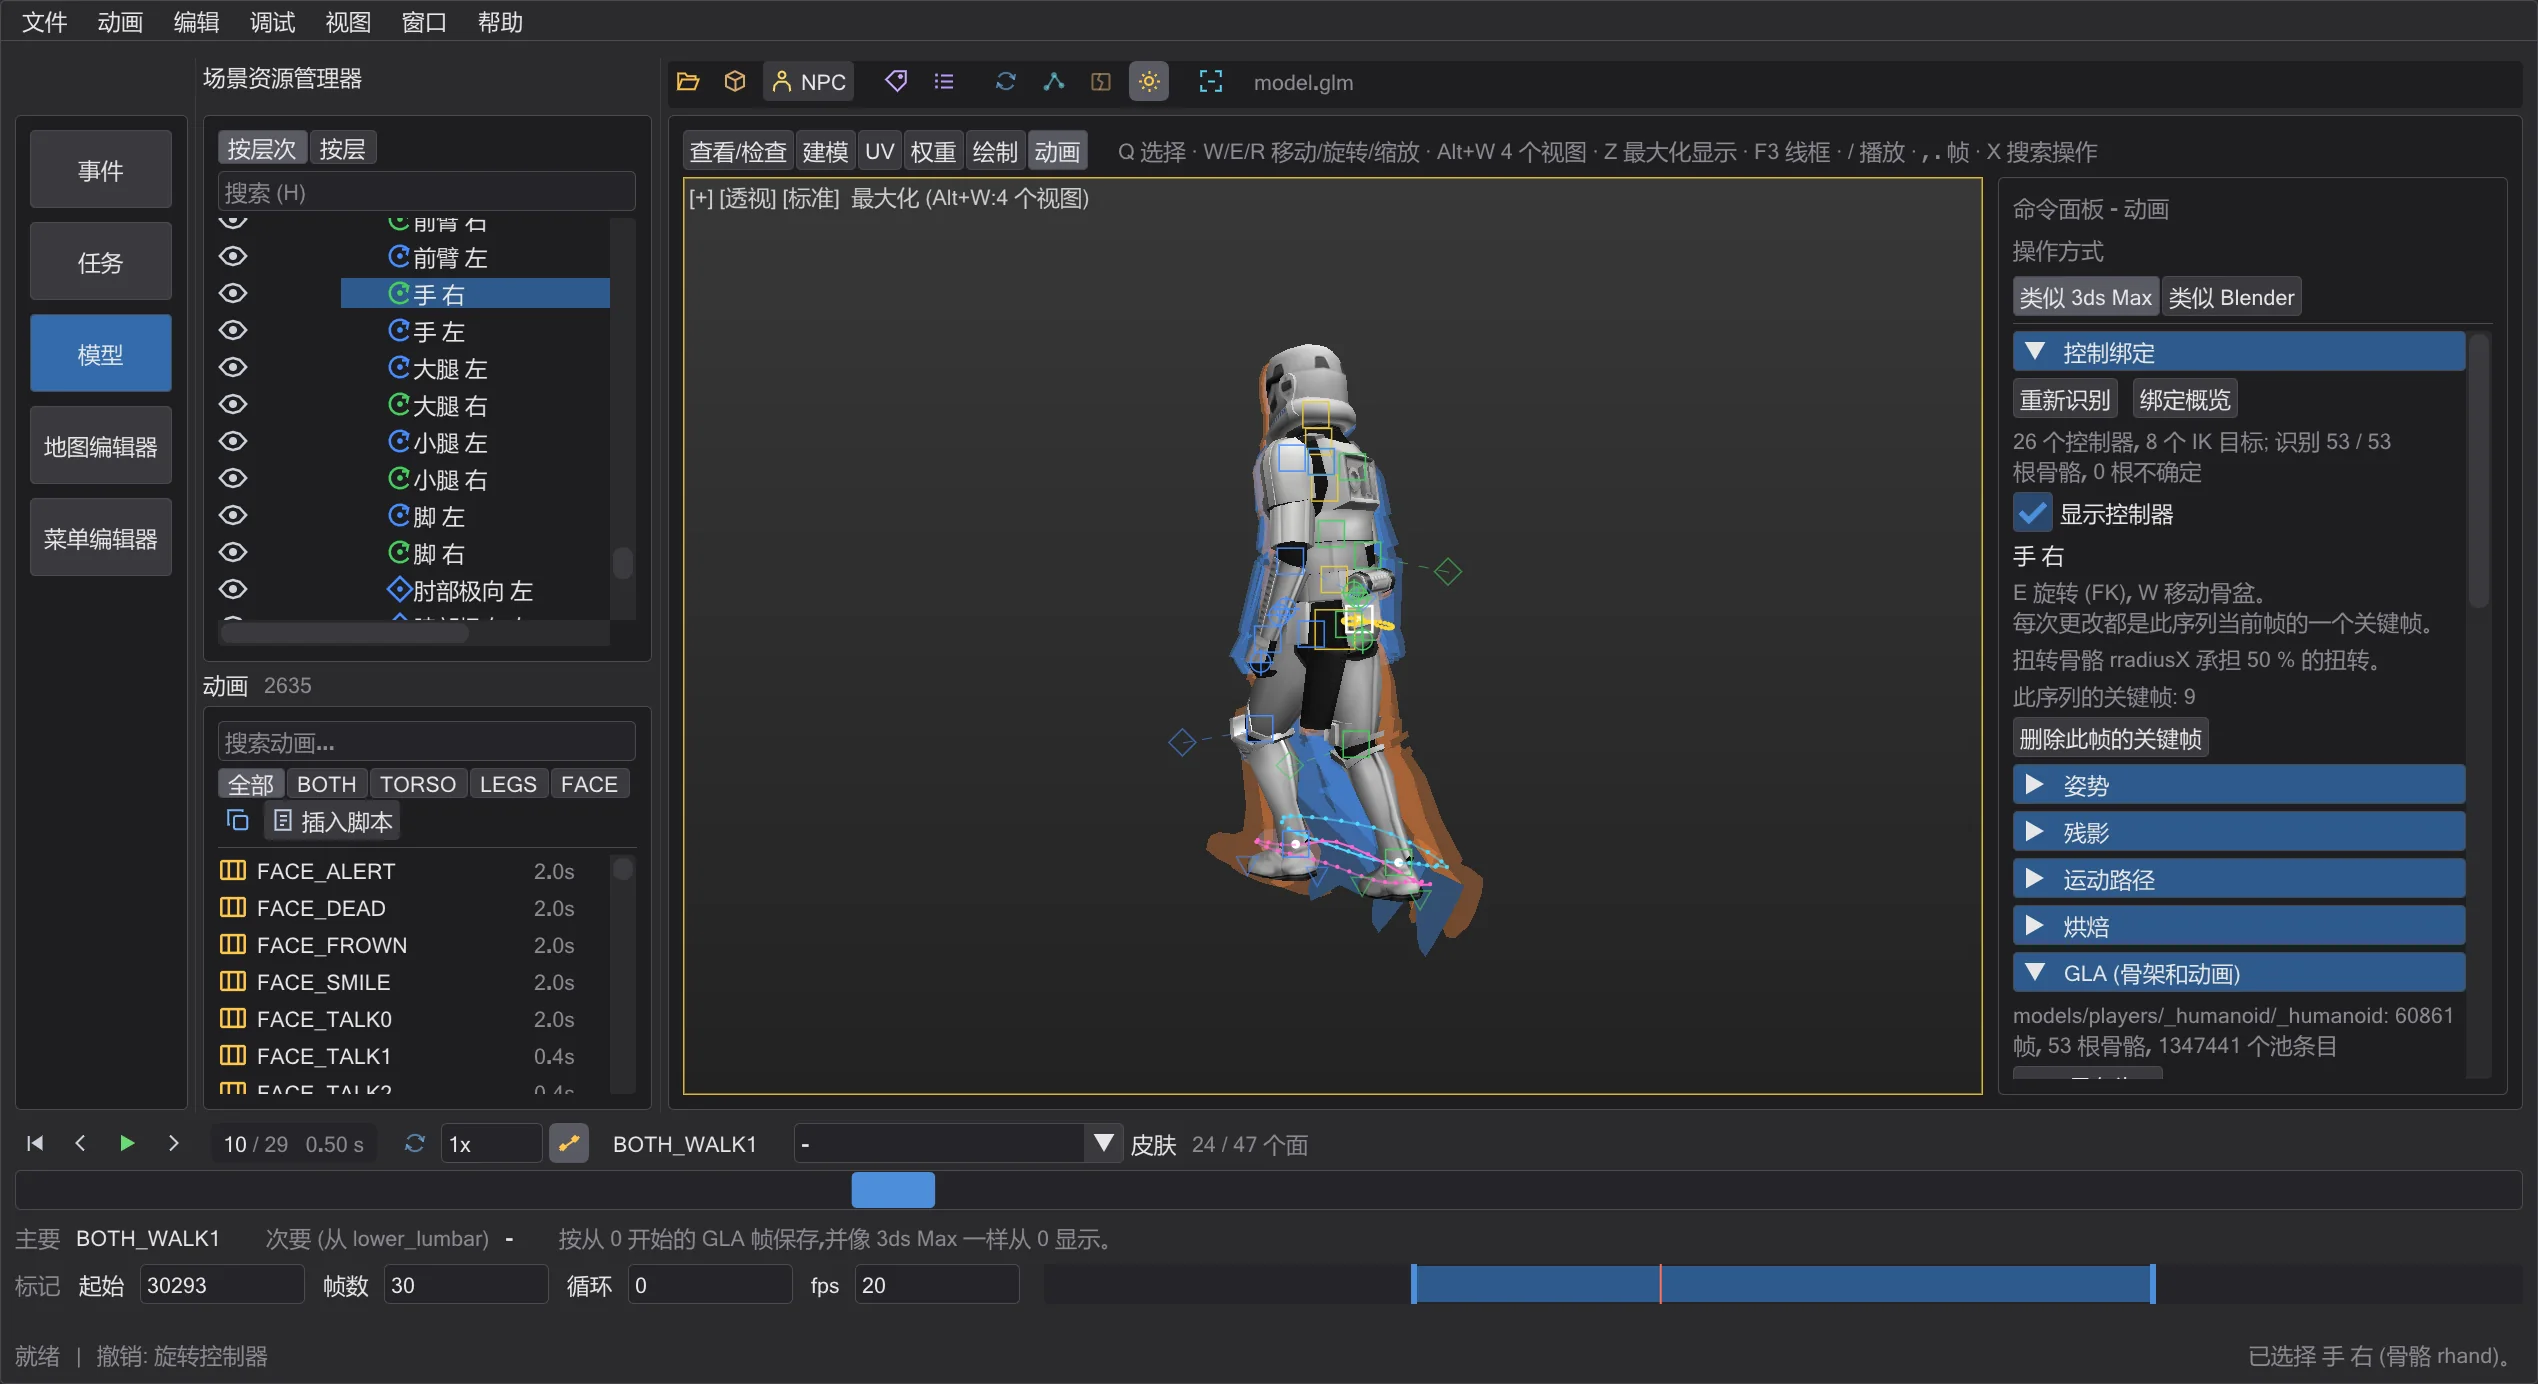 文件 动画 编辑 调试 视图 窗口 帮助
场景资源管理器
NPC
model.glm
事件
任务
模型
地图编辑器
菜单编辑器
按层次 按层
搜索 (H)
前臂 右
前臂 左
手 右
手 左
大腿 左
大腿 右
小腿 左
小腿 右
脚 左
脚 右
肘部极向 左
动画 2635
搜索动画...
全部 BOTH TORSO LEGS FACE
插入脚本
FACE_ALERT 2.0s
FACE_DEAD 2.0s
FACE_FROWN 2.0s
FACE_SMILE 2.0s
FACE_TALK0 2.0s
FACE_TALK1 0.4s
FACE_TALK2 0.4s
查看/检查 建模 UV 权重 绘制 动画
Q 选择 · W/E/R 移动/旋转/缩放 · Alt+W 4 个视图 · Z 最大化显示 · F3 线框 · / 播放 · , . 帧 · X 搜索操作
[+] [透视] [标准] 最大化 (Alt+W:4 个视图)
命令面板 - 动画
操作方式
类似 3ds Max 类似 Blender
控制绑定
重新识别 绑定概览
26 个控制器, 8 个 IK 目标; 识别 53 / 53
根骨骼, 0 根不确定
显示控制器
手 右
E 旋转 (FK), W 移动骨盆。
每次更改都是此序列当前帧的一个关键帧。
扭转骨骼 rradiusX 承担 50 % 的扭转。
此序列的关键帧: 9
删除此帧的关键帧
姿势
残影
运动路径
烘焙
GLA (骨架和动画)
models/players/_humanoid/_humanoid: 60861
帧, 53 根骨骼, 1347441 个池条目
10 / 29 0.50 s 1x BOTH_WALK1 - 皮肤 24 / 47 个面
主要 BOTH_WALK1 次要 (从 lower_lumbar) - 按从 0 开始的 GLA 帧保存,并像 3ds Max 一样从 0 显示。
标记 起始 30293 帧数 30 循环 0 fps 20
就绪 | 撤销: 旋转控制器
已选择 手 右 (骨骼 rhand)。